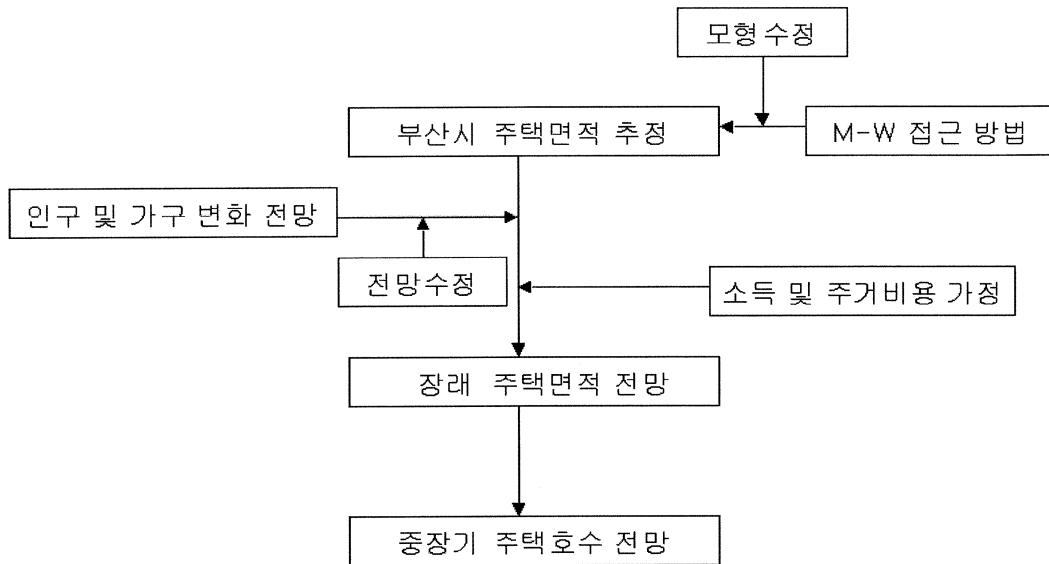 모형수정
부산시 주택면적 추정
M-W 접근 방법
인구 및 가구 변화 전망
전망수정
소득 및 주거비용 가정
장래 주택면적 전망
중장기 주택호수 전망